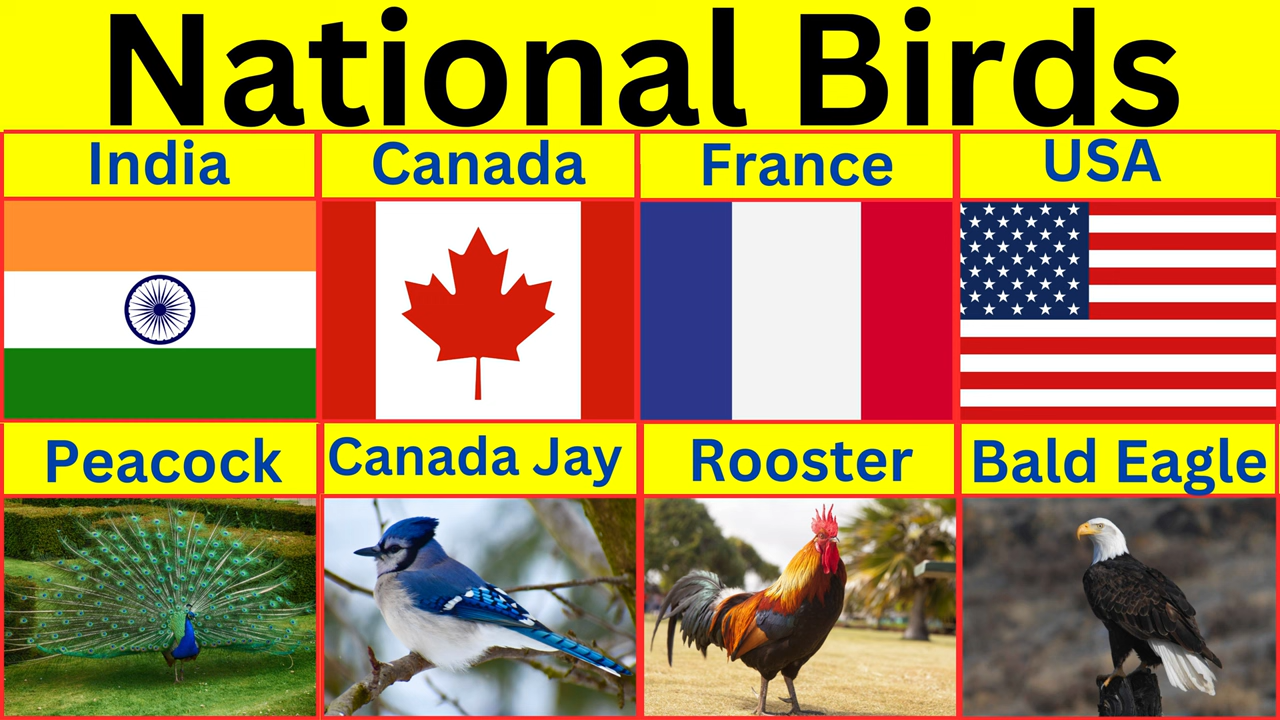 National Birds
India
Canada
France
USA
Peacock
Canada Jay
Rooster
Bald Eagle